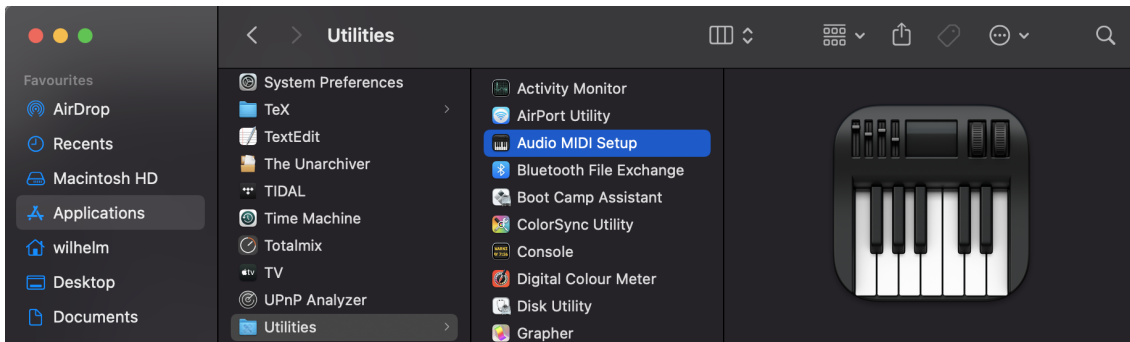 Utilities
Favourites
AirDrop
Recents
Macintosh HD
Applications
wilhelm
Desktop
Documents
System Preferences
TeX
TextEdit
The Unarchiver
TIDAL
Time Machine
Totalmix
TV
UPnP Analyzer
Utilities
Activity Monitor
AirPort Utility
Audio MIDI Setup
Bluetooth File Exchange
Boot Camp Assistant
ColorSync Utility
Console
Digital Colour Meter
Disk Utility
Grapher